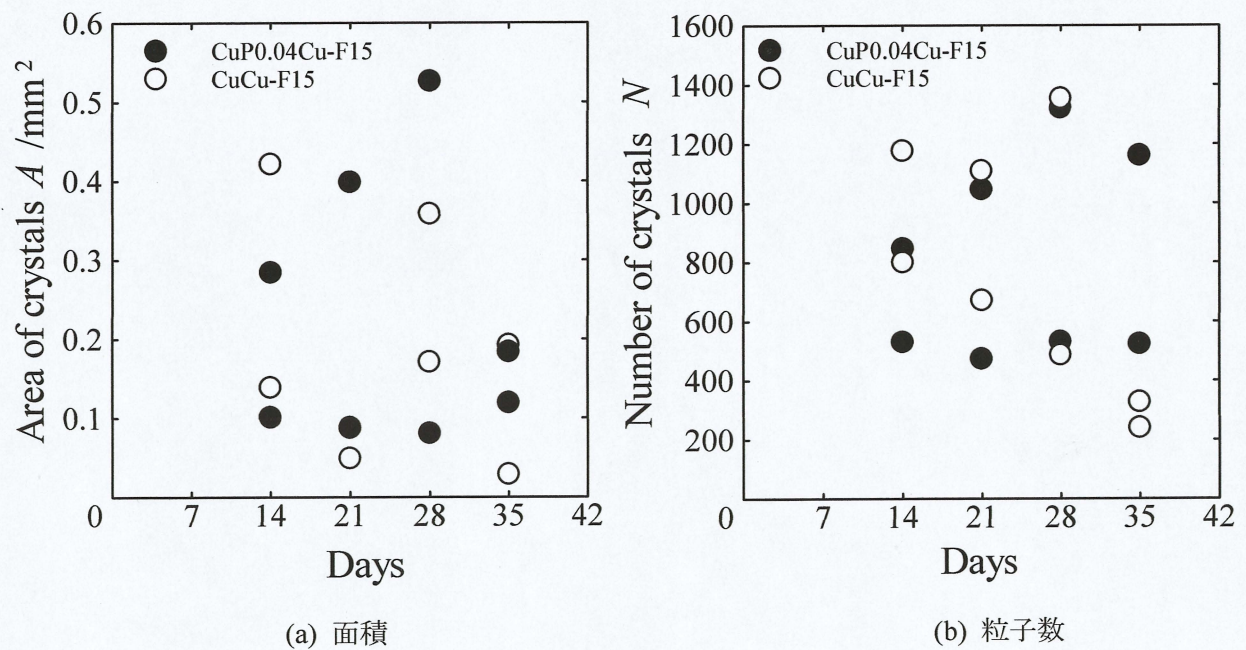 0.6
0.5
0.4
0.3
0.2
0.1
0
7
14
21
28
35
42
CuP0.04Cu-F15
CuCu-F15
Area of crystals A /mm2
Days
(a) 面積
1600
1400
1200
1000
800
600
400
200
0
7
14
21
28
35
42
CuP0.04Cu-F15
CuCu-F15
Number of crystals N
Days
(b) 粒子数